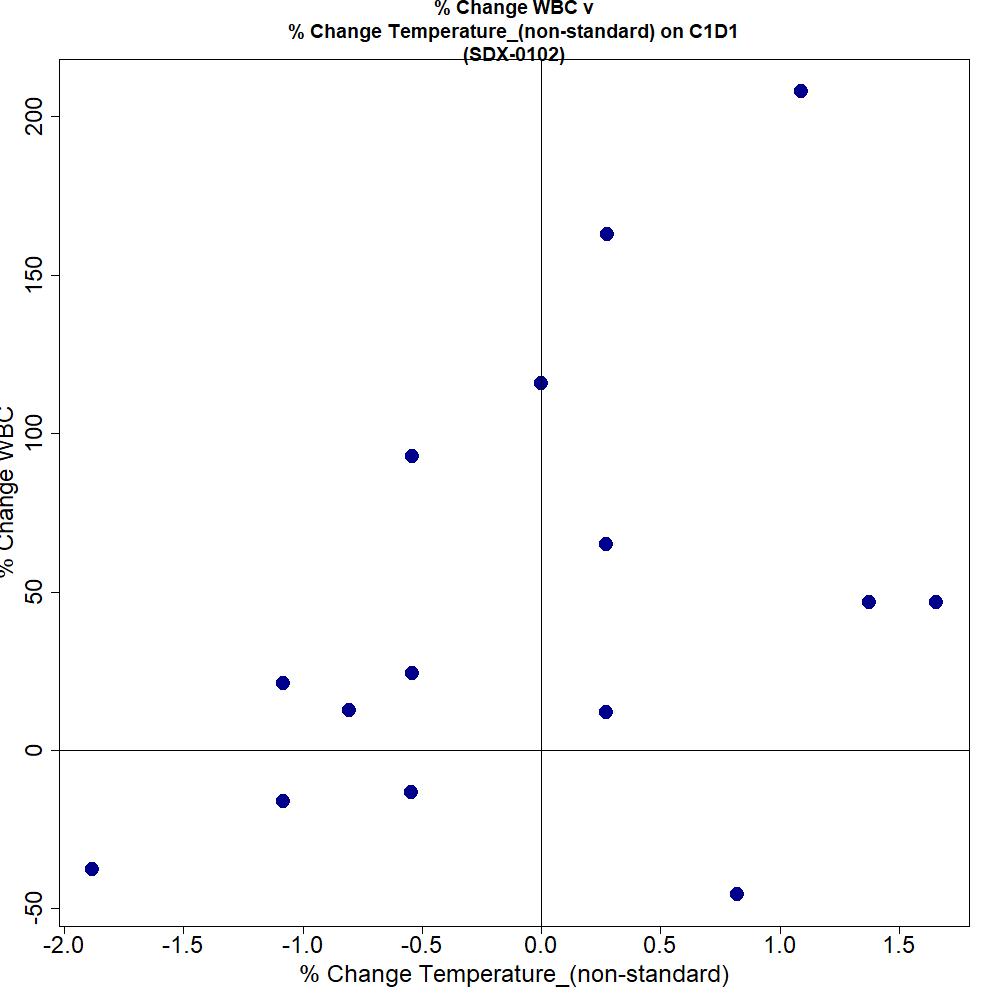 % Change WBC v
% Change Temperature_(non-standard) on C1D1
(SDX-0102)
% Change WBC
200
150
100
50
0
-50
-2.0 -1.5 -1.0 -0.5 0.0 0.5 1.0 1.5
% Change Temperature_(non-standard)